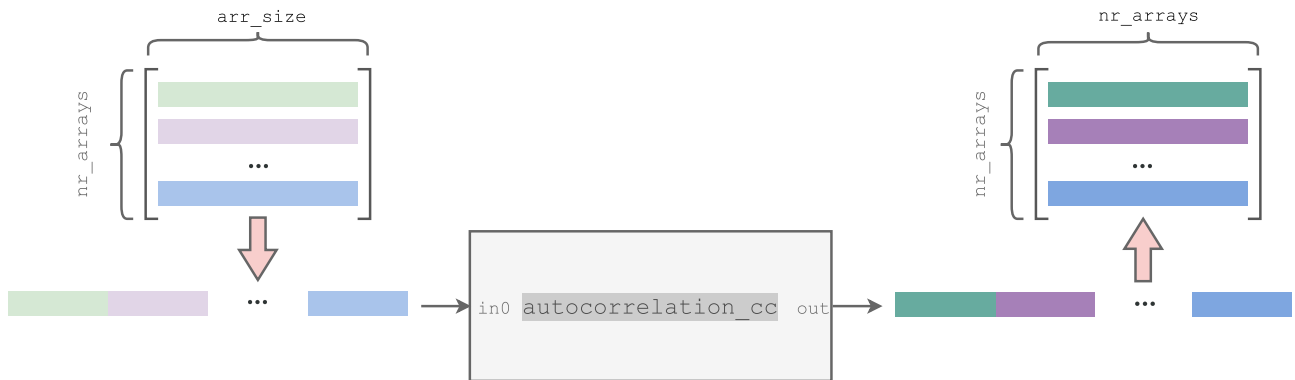 arr_size
nr_arrays
nr_arrays
nr_arrays
...
...
...
...
in0 autocorrelation_cc out